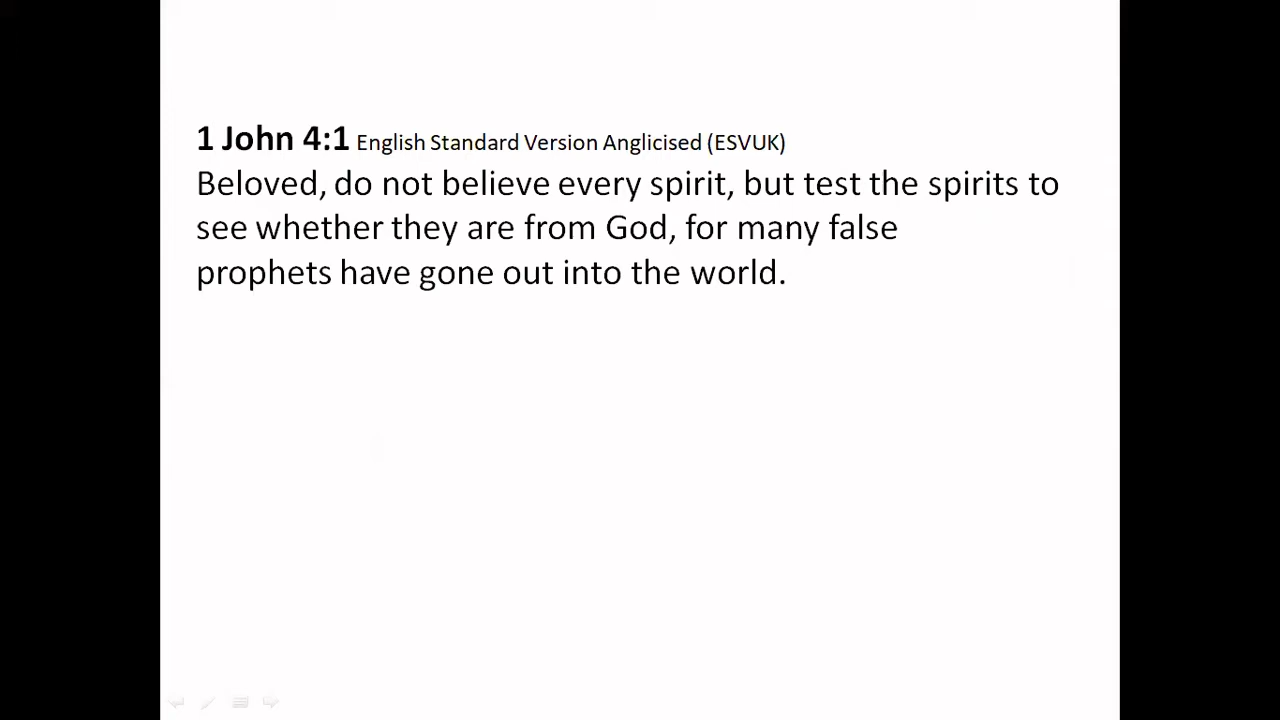 1 John 4:1 English Standard Version Anglicised (ESVUK)
Beloved, do not believe every spirit, but test the spirits to
see whether they are from God, for many false
prophets have gone out into the world.